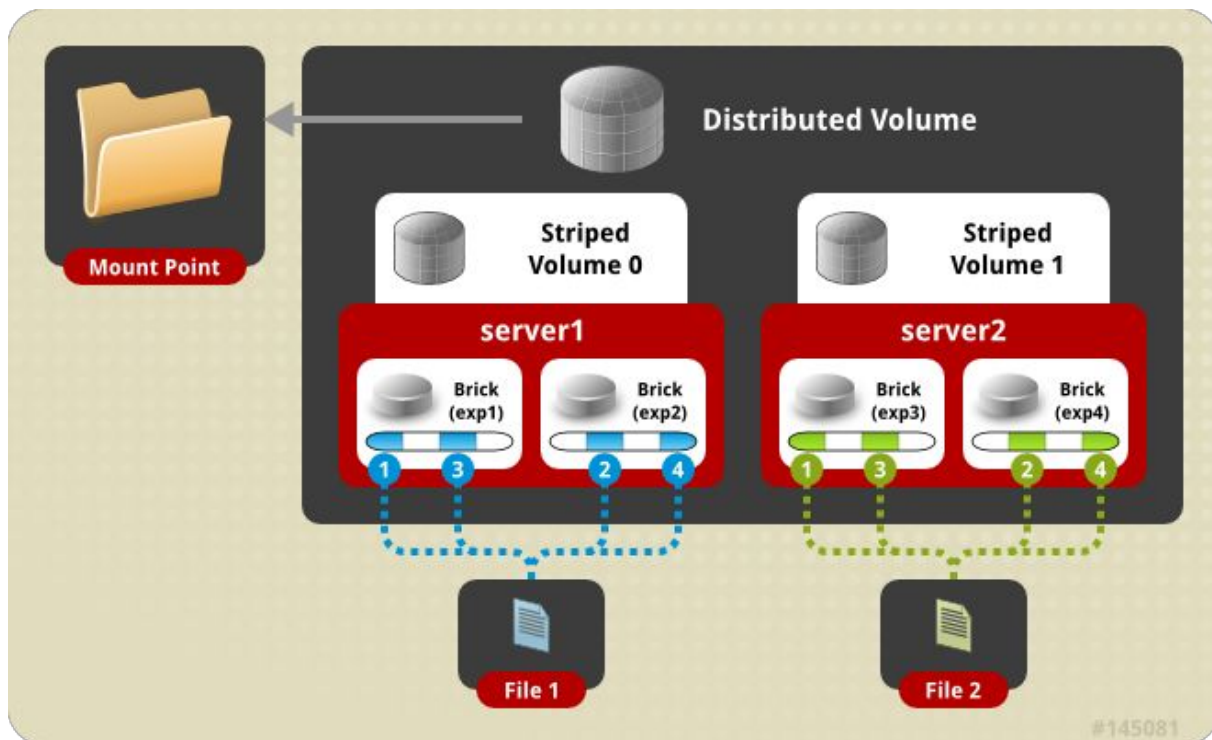 Distributed Volume
Mount Point
Striped
Volume 0
Striped
Volume 1
server1
server2
Brick
(exp1)
Brick
(exp2)
Brick
(exp3)
Brick
(exp4)
1
3
2
4
1
3
2
4
File 1
File 2
#145081